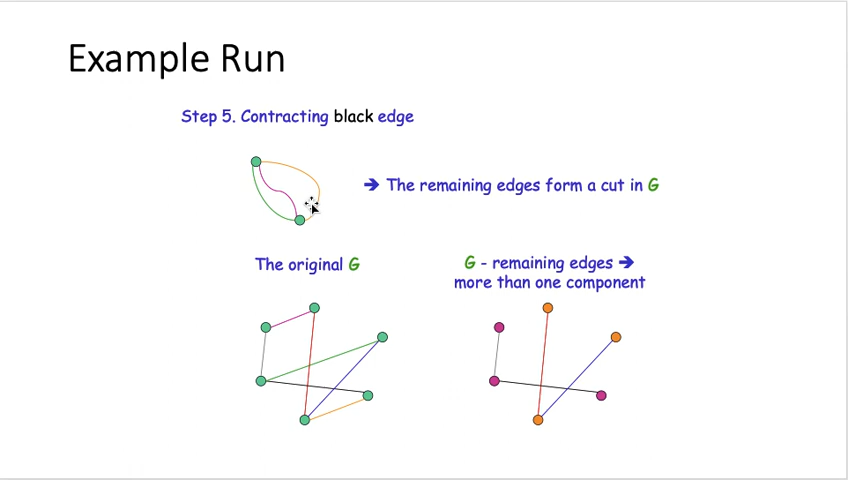 Example Run
Step 5. Contracting black edge
➔ The remaining edges form a cut in G
The original G
G - remaining edges ➔
more than one component